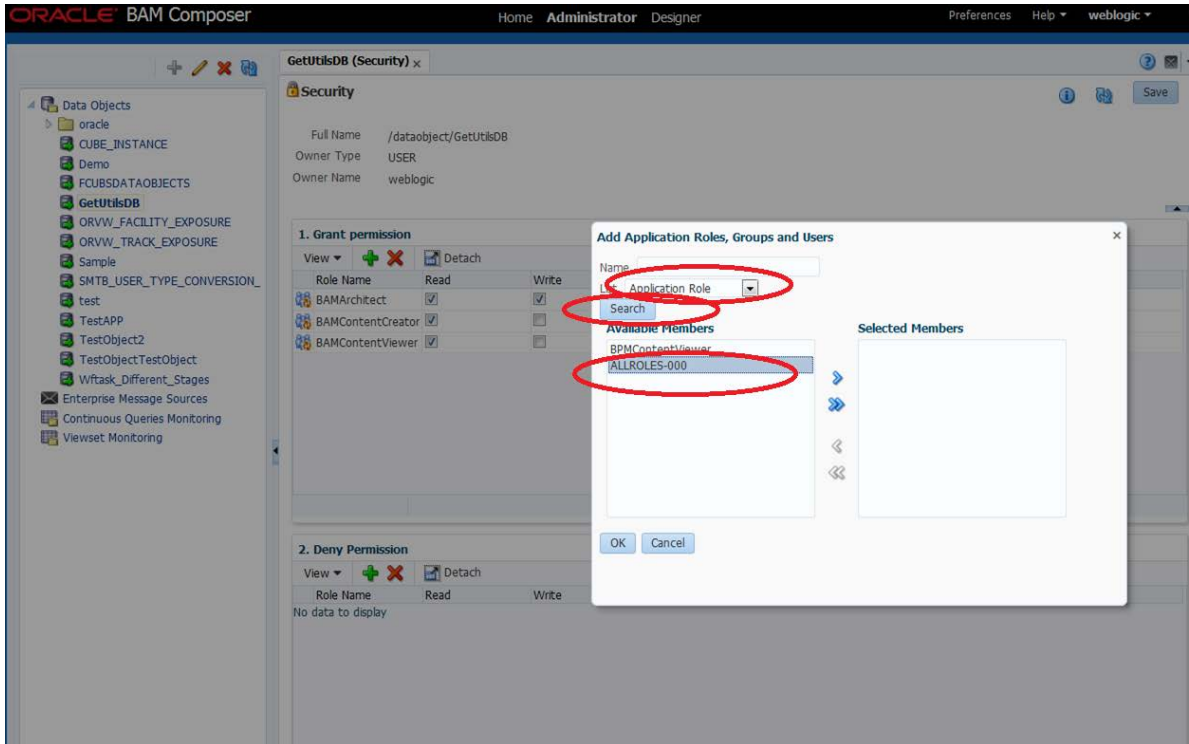 ORACLE BAM Composer
Home Administrator Designer
Preferences Help weblogic
GetUtilsDB (Security) x
Security
Save
Full Name /dataobject/GetUtilsDB
Owner Type USER
Owner Name weblogic
Data Objects
oracle
CUBE_INSTANCE
Demo
FCUBSDATAOBJECTS
GetUtilsDB
ORVW_FACILITY_EXPOSURE
ORVW_TRACK_EXPOSURE
Sample
SMTB_USER_TYPE_CONVERSION_
test
TestAPP
TestObject2
TestObjectTestObject
Wftask_Different_Stages
Enterprise Message Sources
Continuous Queries Monitoring
Viewset Monitoring
1. Grant permission
View Detach
Role Name Read Write
BAMArchitect
BAMContentCreator
BAMContentViewer
2. Deny Permission
View Detach
Role Name Read Write
No data to display
Add Application Roles, Groups and Users
Name
Application Role
Search
Available Members
Selected Members
BPMContentViewer
ALLROLES-000
OK Cancel